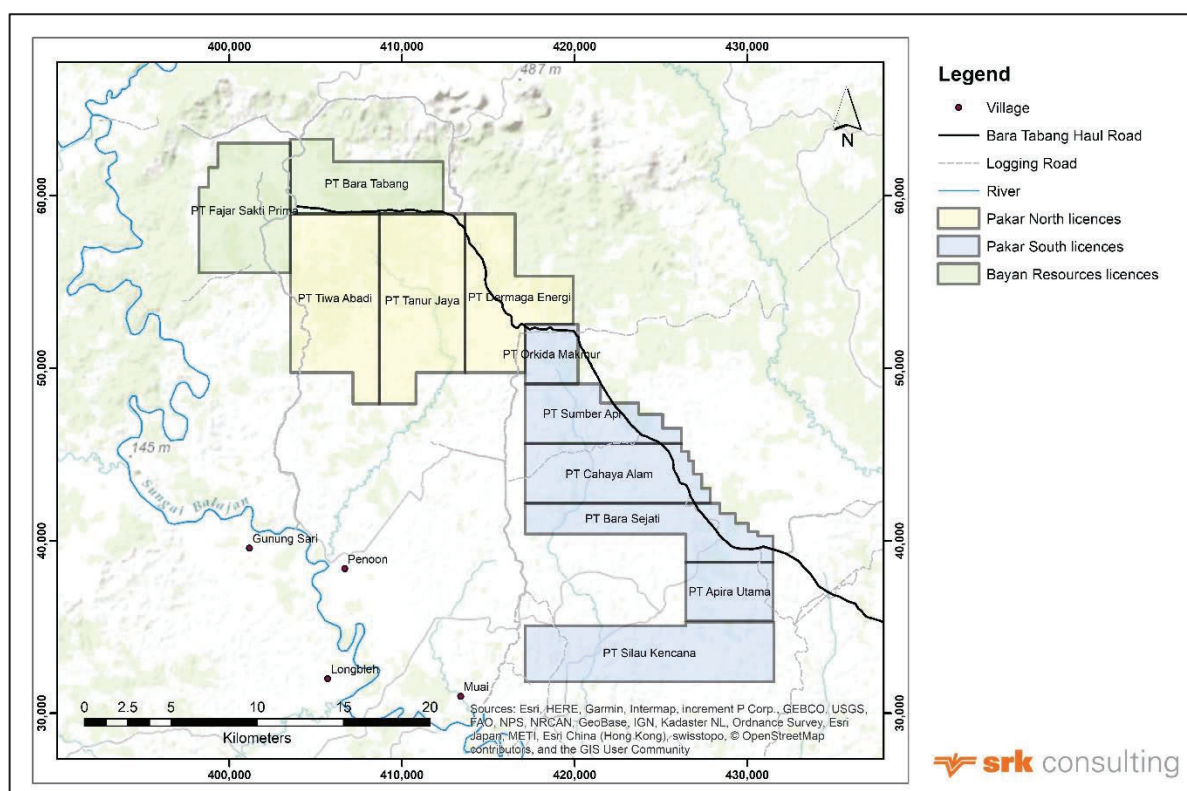 400,000
410,000
420,000
430,000
487 m
60,000
50,000
40,000
30,000
N
PT Bara Tabang
PT Fajar Sakti Prima
PT Tiwa Abadi
PT Tanur Jaya
PT Dermaga Energi
PT Orkida Makmur
PT Sumber Api
PT Cahaya Alam
PT Bara Sejati
PT Apira Utama
PT Silau Kencana
145 m
Sungai Balajan
Gunung Sari
Penoon
Longbleh
Muai
0 2.5 5 10 15 20
Kilometers
Sources: Esri, HERE, Garmin, Intermap, increment P Corp., GEBCO, USGS,
FAO, NPS, NRCAN, GeoBase, IGN, Kadaster NL, Ordnance Survey, Esri
Japan, METI, Esri China (Hong Kong), swisstopo, © OpenStreetMap
contributors, and the GIS User Community
60,000
50,000
40,000
30,000
400,000
410,000
420,000
430,000
Legend
Village
Bara Tabang Haul Road
Logging Road
River
Pakar North licences
Pakar South licences
Bayan Resources licences
srk consulting